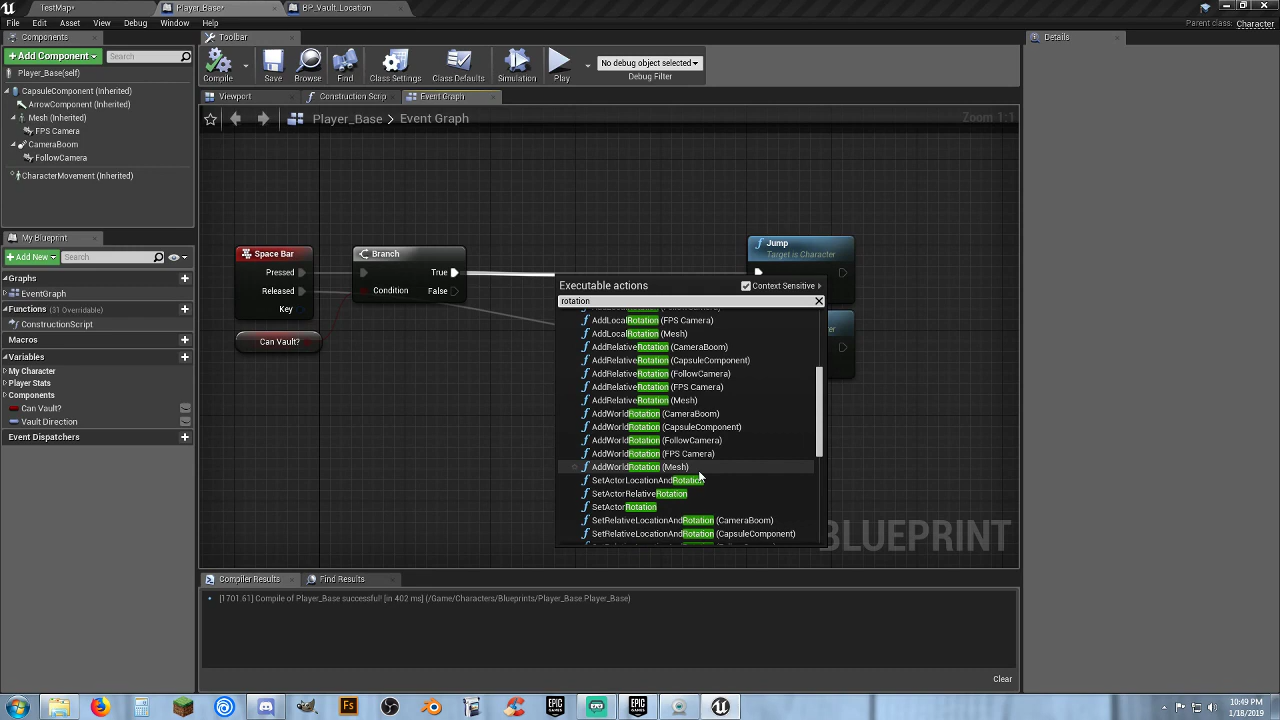 TestMap*
Player_Base*
BP_Vault_Location
File Edit Asset View Debug Window Help
Parent class: Character
Components
Toolbar
Details
Add Component
Search
Compile
Save
Browse
Find
Class Settings
Class Defaults
Simulation
Play
No debug object selected
Debug Filter
Player_Base(self)
CapsuleComponent (Inherited)
ArrowComponent (Inherited)
Mesh (Inherited)
FPS Camera
CameraBoom
FollowCamera
CharacterMovement (Inherited)
Viewport
Construction Scrip
Event Graph
Player_Base > Event Graph
Zoom 1:1
My Blueprint
Add New
Search
Graphs
EventGraph
Functions (31 Overridable)
ConstructionScript
Macros
Variables
My Character
Player Stats
Components
Can Vault?
Vault Direction
Event Dispatchers
Space Bar
Pressed
Released
Key
Can Vault?
Branch
True
Condition
False
Jump
Target is Character
Executable actions
Context Sensitive
rotation
AddLocalRotation (FPS Camera)
AddLocalRotation (Mesh)
AddRelativeRotation (CameraBoom)
AddRelativeRotation (CapsuleComponent)
AddRelativeRotation (FollowCamera)
AddRelativeRotation (FPS Camera)
AddRelativeRotation (Mesh)
AddWorldRotation (CameraBoom)
AddWorldRotation (CapsuleComponent)
AddWorldRotation (FollowCamera)
AddWorldRotation (FPS Camera)
AddWorldRotation (Mesh)
SetActorLocationAndRotation
SetActorRelativeRotation
SetActorRotation
SetRelativeLocationAndRotation (CameraBoom)
SetRelativeLocationAndRotation (CapsuleComponent)
BLUEPRINT
Compiler Results
Find Results
[1701.61] Compile of Player_Base successful! [in 402 ms] (/Game/Characters/Blueprints/Player_Base.Player_Base)
Clear
Fs
EPIC GAMES
EPIC GAMES
10:49 PM
1/18/2019